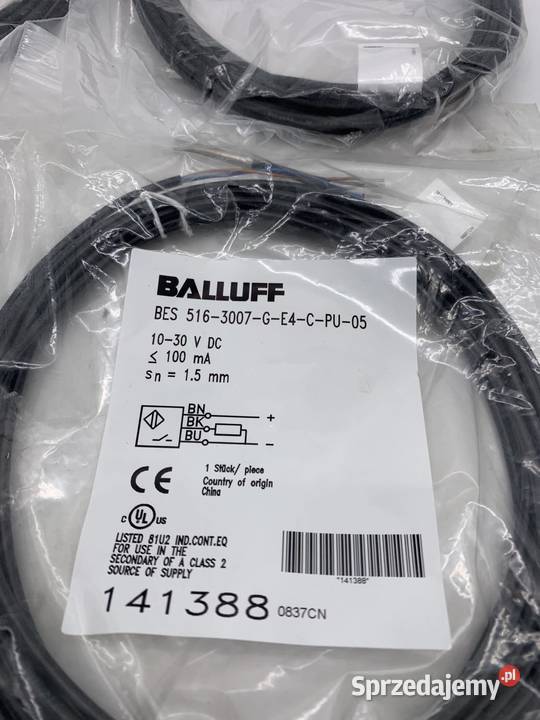 BALLUFF
BES 516-3007-G-E4-C-PU-05
10-30 V DC
≤ 100 mA
sn = 1.5 mm
BN
+
BK
BU
−
CE
1 Stück/ piece
Country of origin
China
c UL us
LISTED 81U2 IND.CONT.EQ
FOR USE IN THE
SECONDARY OF A CLASS 2
SOURCE OF SUPPLY
"141388"
141388 0837CN
Sprzedajemy.pl